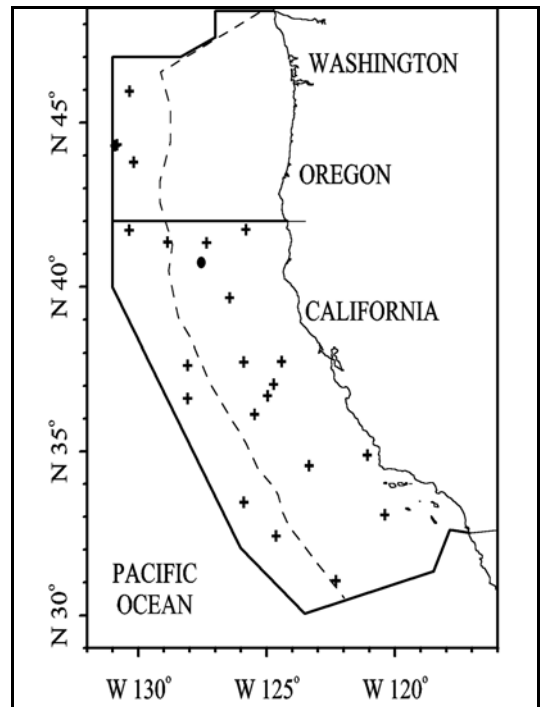 WASHINGTON
N 45°
OREGON
N 40°
CALIFORNIA
N 35°
PACIFIC
OCEAN
N 30°
W 130°
W 125°
W 120°